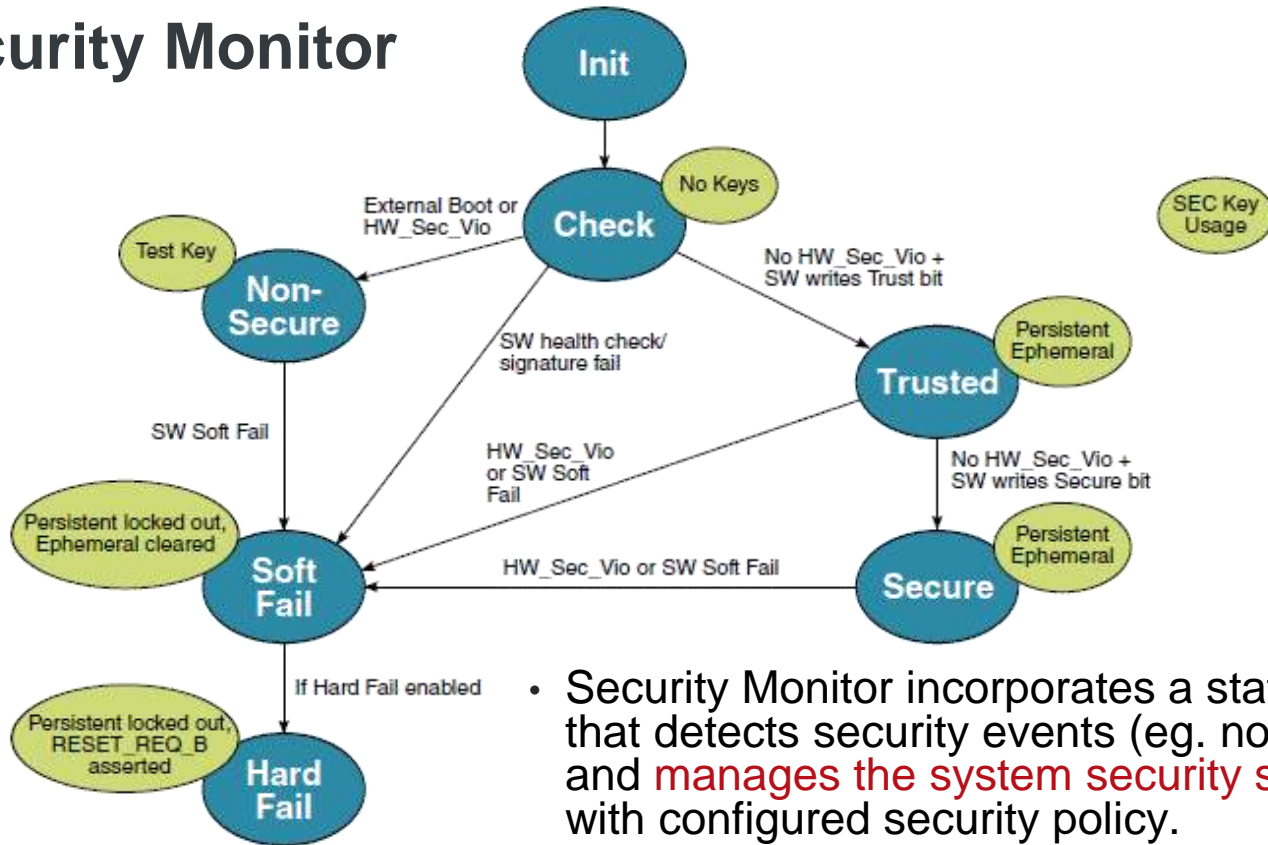 curity Monitor
Init
No Keys
Check
External Boot or
HW_Sec_Vio
SEC Key
Usage
Test Key
Non-
Secure
No HW_Sec_Vio +
SW writes Trust bit
SW health check/
signature fail
Persistent
Ephemeral
Trusted
SW Soft Fail
HW_Sec_Vio
or SW Soft
Fail
No HW_Sec_Vio +
SW writes Secure bit
Persistent locked out,
Ephemeral cleared
Soft
Fail
HW_Sec_Vio or SW Soft Fail
Persistent
Ephemeral
Secure
If Hard Fail enabled
Persistent locked out,
RESET_REQ_B
asserted
Hard
Fail
• Security Monitor incorporates a sta
that detects security events (eg. no
and manages the system security s
with configured security policy.